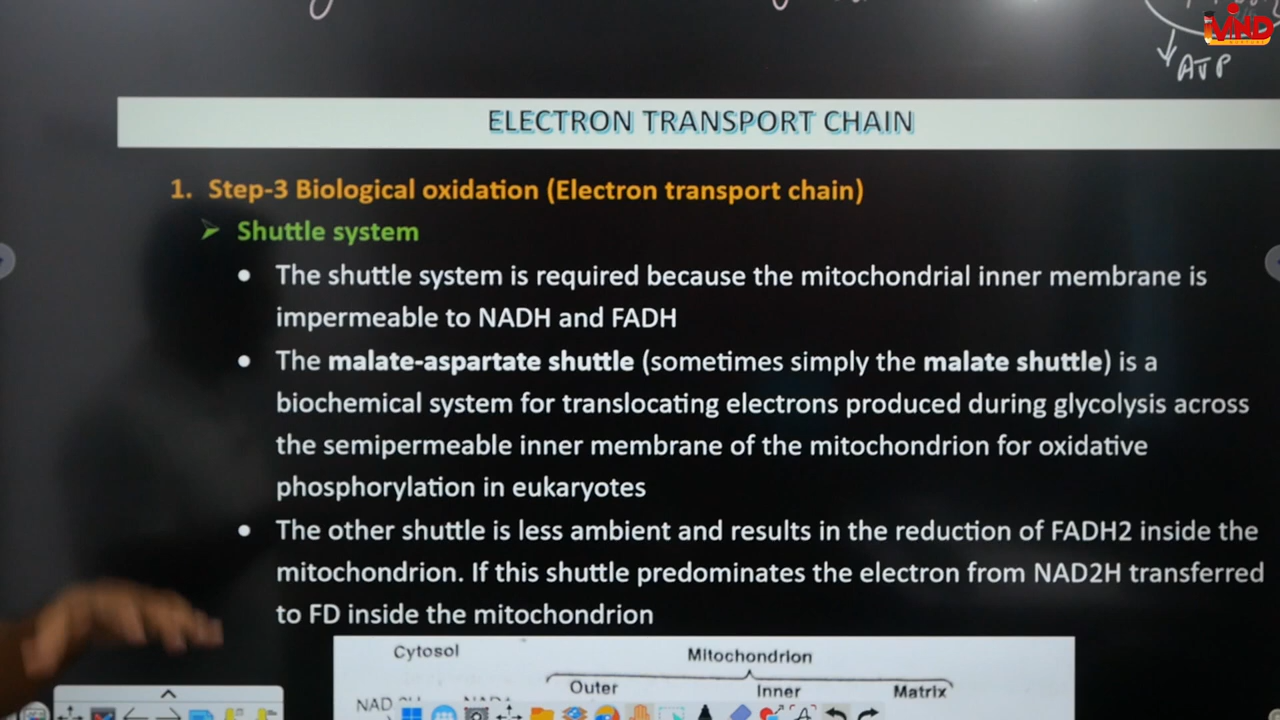 iVIHD
ATP
ELECTRON TRANSPORT CHAIN
1. Step-3 Biological oxidation (Electron transport chain)
➢ Shuttle system
• The shuttle system is required because the mitochondrial inner membrane is
impermeable to NADH and FADH
• The malate-aspartate shuttle (sometimes simply the malate shuttle) is a
biochemical system for translocating electrons produced during glycolysis across
the semipermeable inner membrane of the mitochondrion for oxidative
phosphorylation in eukaryotes
• The other shuttle is less ambient and results in the reduction of FADH2 inside the
mitochondrion. If this shuttle predominates the electron from NAD2H transferred
to FD inside the mitochondrion
Cytosol
Mitochondrion
Outer Inner Matrix
NAD